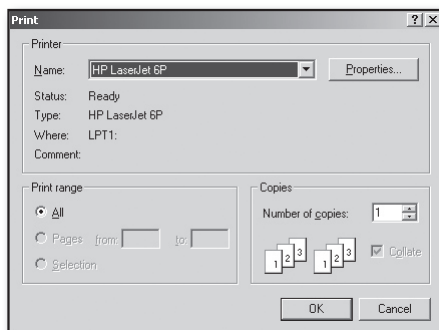 Print
Printer
Name: HP LaserJet 6P Properties...
Status: Ready
Type: HP LaserJet 6P
Where: LPT1:
Comment:
Print range
All
Pages from: to:
Selection
Copies
Number of copies: 1
1 2 3 1 2 3 Collate
OK Cancel